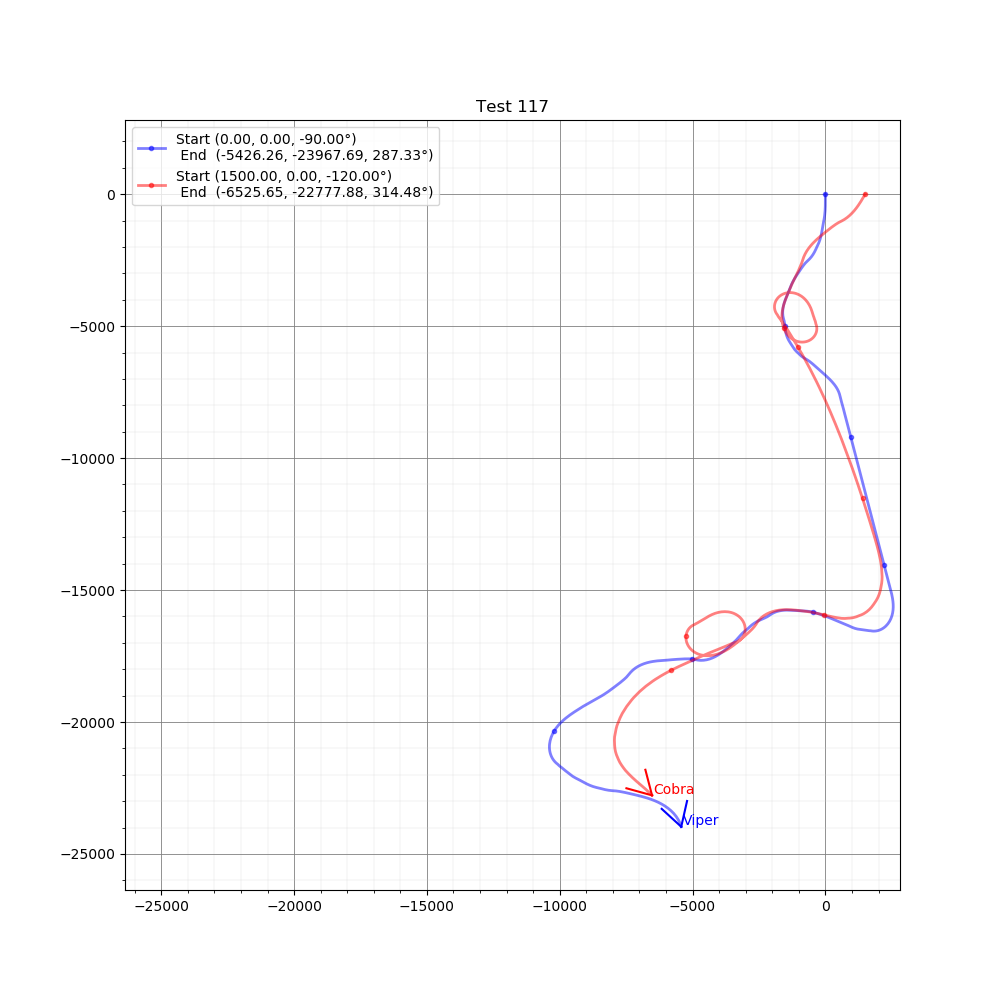 Test 117
Start (0.00, 0.00, -90.00°)
End  (-5426.26, -23967.69, 287.33°)
Start (1500.00, 0.00, -120.00°)
End  (-6525.65, -22777.88, 314.48°)
0
−5000
−10000
−15000
−20000
−25000
Cobra
Viper
−25000
−20000
−15000
−10000
−5000
0